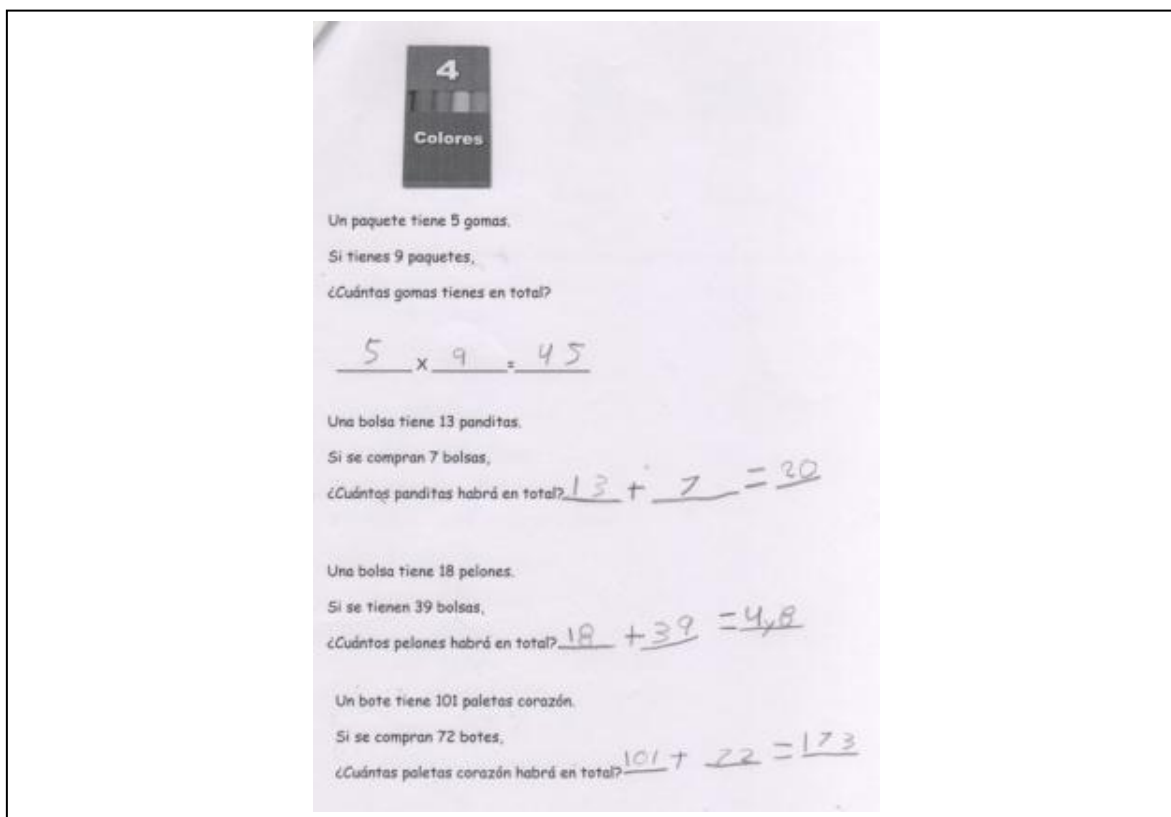 4
Colores
Un paquete tiene 5 gomas.
Si tienes 9 paquetes,
¿Cuántas gomas tienes en total?
5 x 9 = 45
Una bolsa tiene 13 panditas.
Si se compran 7 bolsas,
¿Cuántos panditas habrá en total? 13 + 7 = 20
Una bolsa tiene 18 pelones.
Si se tienen 39 bolsas,
¿Cuántos pelones habrá en total? 18 + 39 =
Un bote tiene 101 paletas corazón.
Si se compran 72 botes,
¿Cuántas paletas corazón habrá en total? 101 + 72 = 173